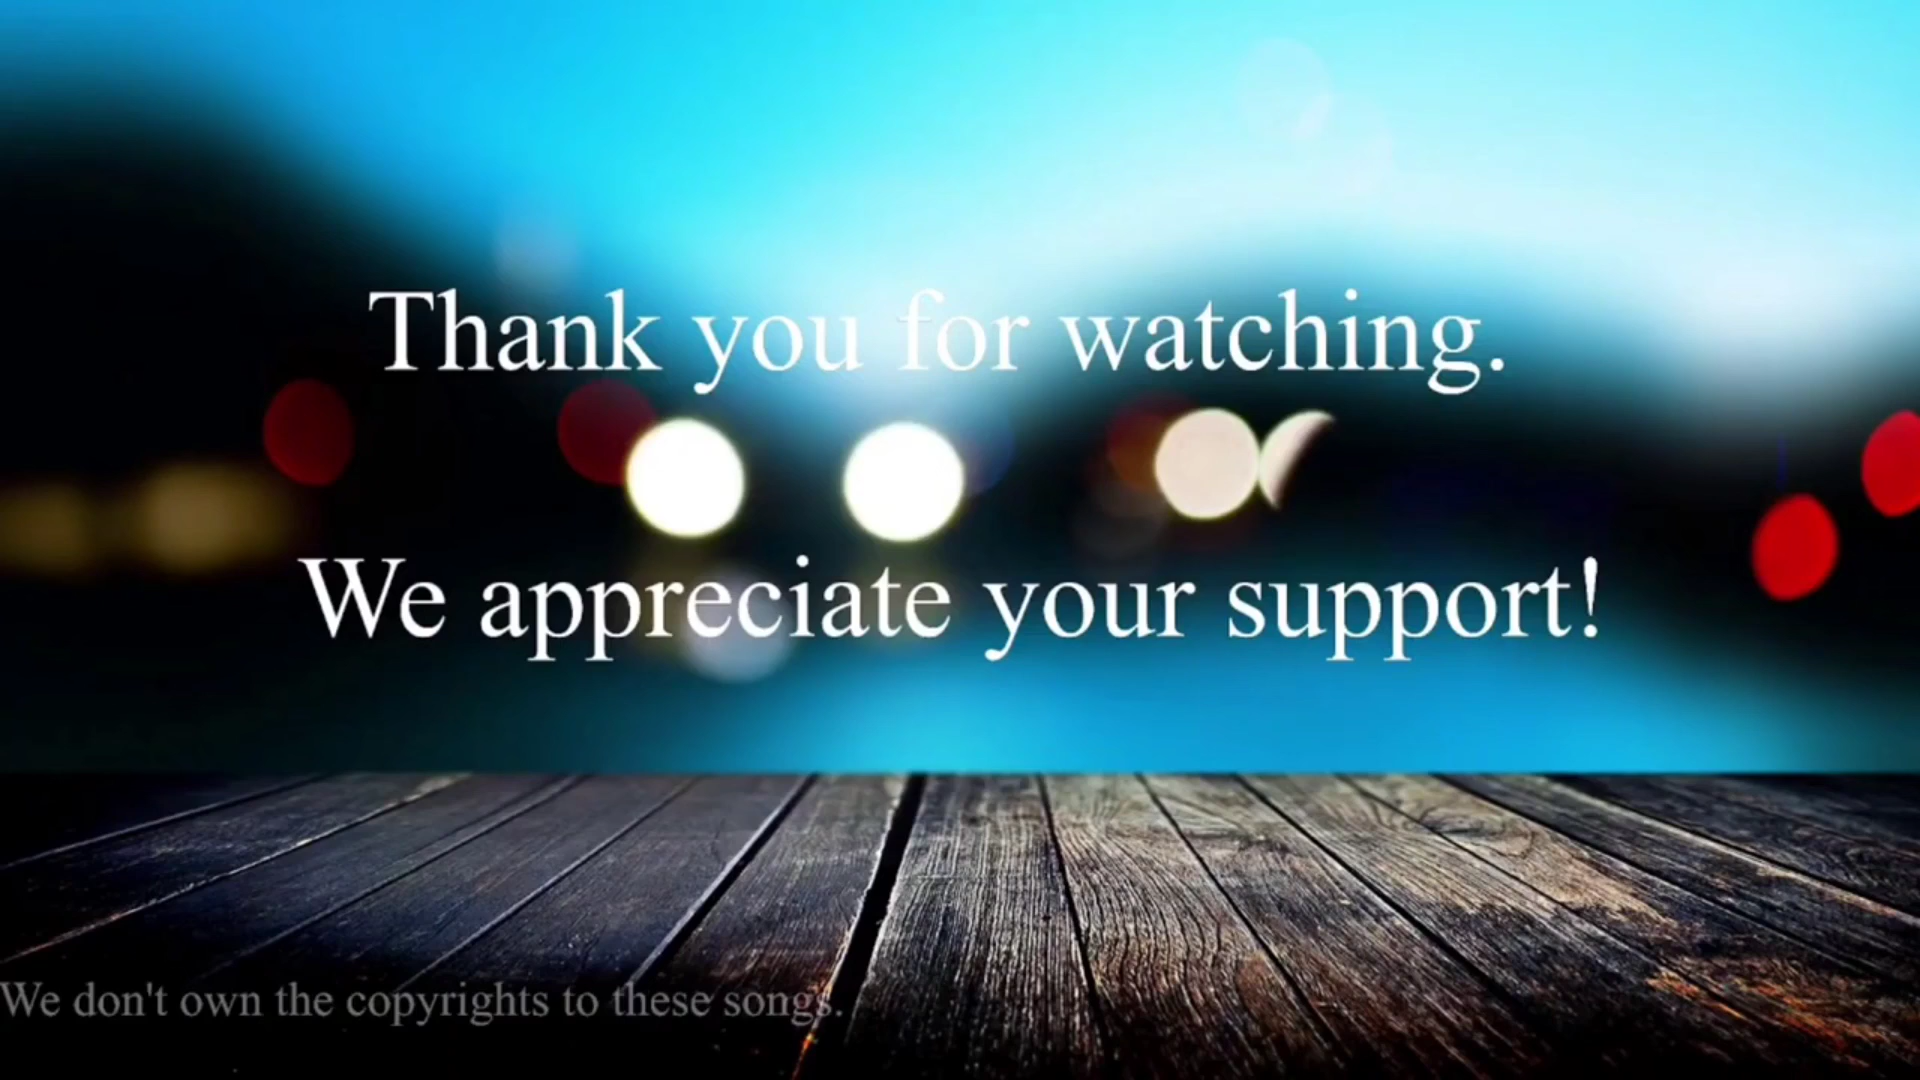 Thank you for watching.
We appreciate your support!
We don't own the copyrights to these songs.